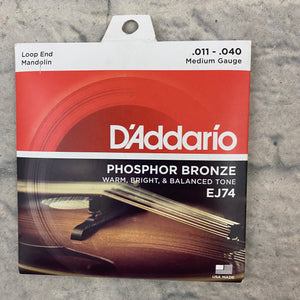 Loop End
Mandolin
.011 - .040
Medium Gauge
D'Addario
PHOSPHOR BRONZE
WARM, BRIGHT, & BALANCED TONE
EJ74
USA MADE